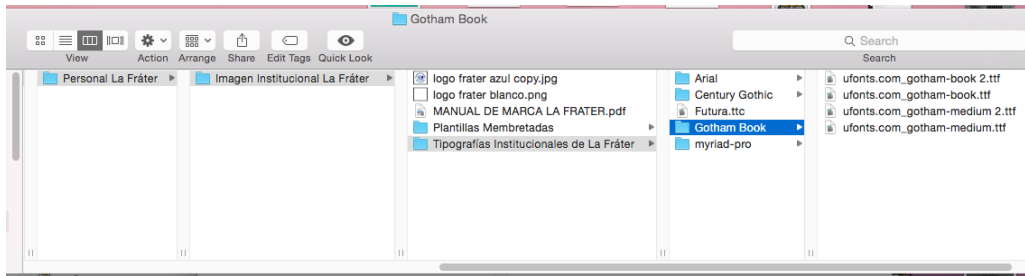 Gotham Book
View Action Arrange Share Edit Tags Quick Look
Search
Search
Personal La Fráter
Imagen Institucional La Fráter
logo frater azul copy.jpg
logo frater blanco.png
MANUAL DE MARCA LA FRATER.pdf
Plantillas Membretadas
Tipografías Institucionales de La Fráter
Arial
Century Gothic
Futura.ttc
Gotham Book
myriad-pro
ufonts.com_gotham-book 2.ttf
ufonts.com_gotham-book.ttf
ufonts.com_gotham-medium 2.ttf
ufonts.com_gotham-medium.ttf